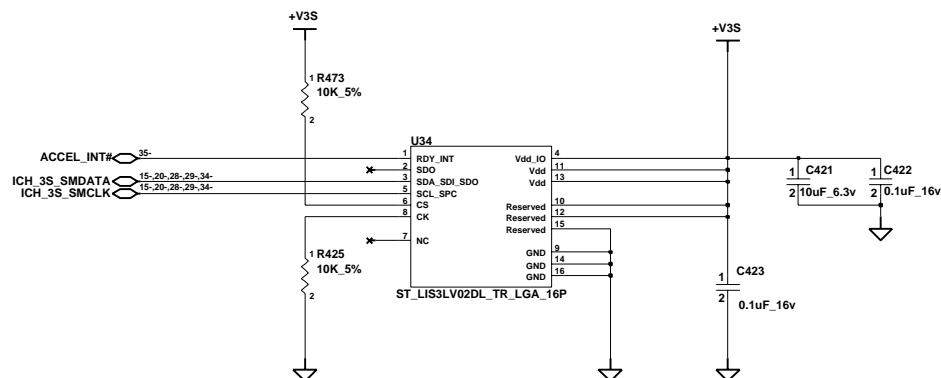 +V3S
+V3S
1 R473
10K_5%
2
U34
ACCEL_INT# 35- 1 RDY_INT Vdd_IO 4
2 SDO Vdd 11
ICH_3S_SMDATA 15-,20-,28-,29-,34- 3 SDA_SDI_SDO Vdd 13
ICH_3S_SMCLK 15-,20-,28-,29-,34- 5 SCL_SPC
6 CS Reserved 10
8 CK Reserved 12
Reserved 15
7 NC GND 9
GND 14
GND 16
ST_LIS3LV02DL_TR_LGA_16P
1 C421
2 10uF_6.3v
1 C422
2 0.1uF_16v
1 R425
10K_5%
2
1 C423
2 0.1uF_16v